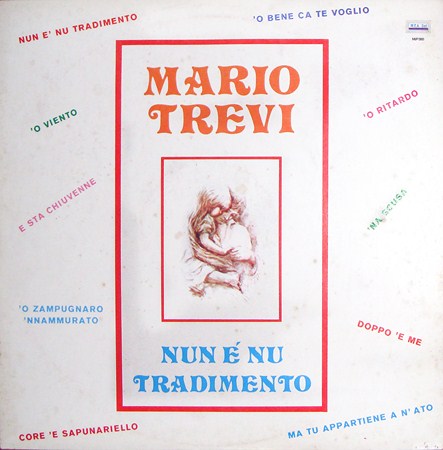 NUN E' NU TRADIMENTO
'O BENE CA TE VOGLIO
MARIO
TREVI
'O VIENTO
'O RITARDO
E STA CHIUVENNE
'NA SCUSA
'O ZAMPUGNARO
'NNAMMURATO
DOPPO 'E ME
NUN É NU
TRADIMENTO
CORE 'E SAPUNARIELLO
MA TU APPARTIENE A N' ATO